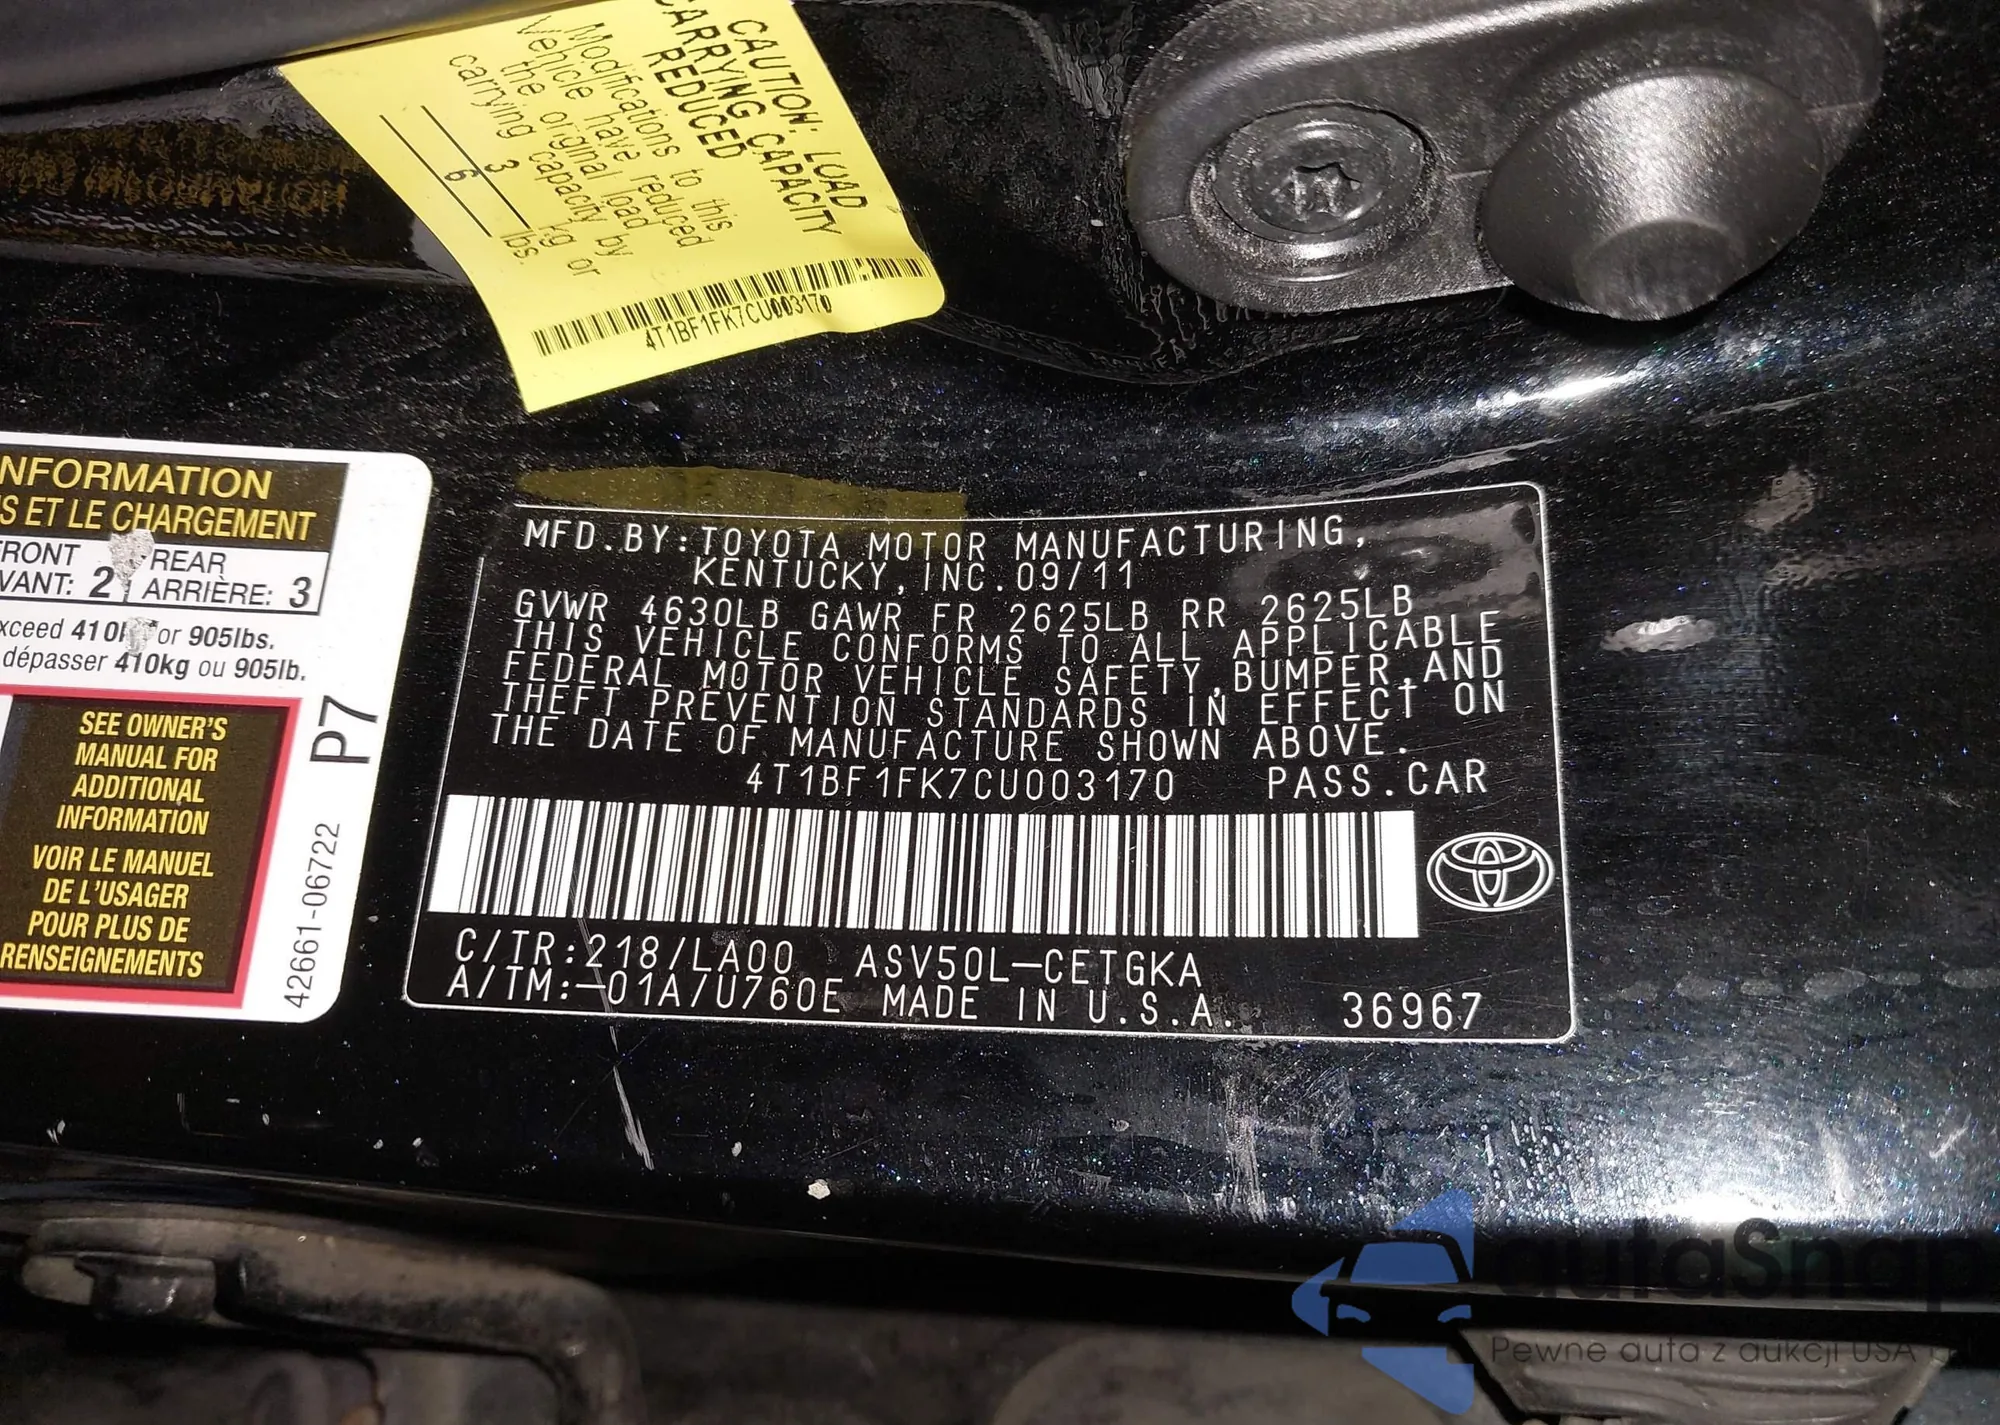 CAUTION: LOAD
CARRYING CAPACITY
REDUCED
Modifications to this
Vehicle have reduced
the original load
carrying capacity by
3 kg or
6 lbs.
4T1BF1FK7CU003170
INFORMATION
S ET LE CHARGEMENT
FRONT
VANT: 2
REAR
ARRIÈRE: 3
xceed 410 or 905lbs.
dépasser 410kg ou 905lb.
SEE OWNER'S
MANUAL FOR
ADDITIONAL
INFORMATION
VOIR LE MANUEL
DE L'USAGER
POUR PLUS DE
RENSEIGNEMENTS
P7
42661-06722
MFD.BY:TOYOTA MOTOR MANUFACTURING,
KENTUCKY,INC.09/11
GVWR 4630LB GAWR FR 2625LB RR 2625LB
THIS VEHICLE CONFORMS TO ALL APPLICABLE
FEDERAL MOTOR VEHICLE SAFETY,BUMPER,AND
THEFT PREVENTION STANDARDS IN EFFECT ON
THE DATE OF MANUFACTURE SHOWN ABOVE.
4T1BF1FK7CU003170 PASS.CAR
C/TR:218/LA00 ASV50L-CETGKA
A/TM:-01A/U760E MADE IN U.S.A. 36967
autaSnap
Pewne auta z aukcji USA